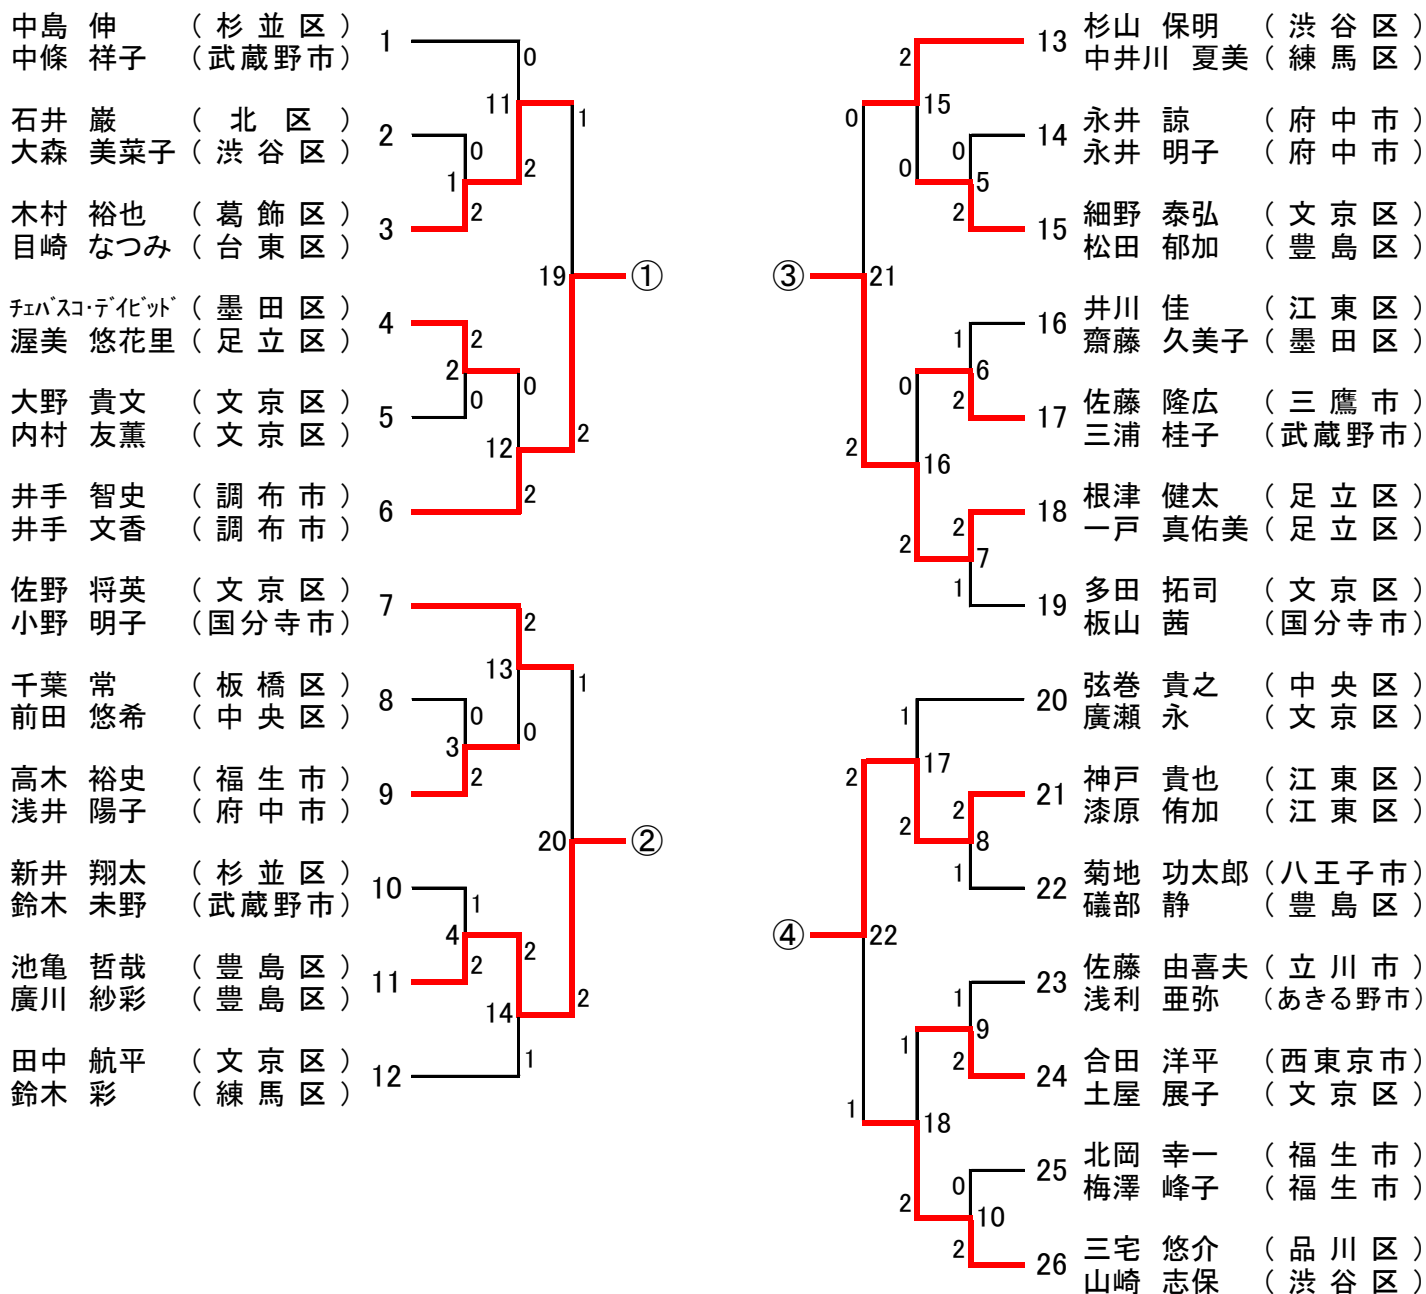 中島 伸 （杉並区） 1
中條 祥子 （武蔵野市）
0
11
1
石井 巌 （北区） 2
大森 美菜子 （渋谷区）
0
1
2
木村 裕也 （葛飾区） 3
目崎 なつみ （台東区）
2
19 ①
ﾁｪﾊﾞｽｺ･ﾃﾞｲﾋﾞｯﾄﾞ （墨田区） 4
渥美 悠花里 （足立区）
2
2
0
大野 貴文 （文京区） 5
内村 友薫 （文京区）
0
12
2
井手 智史 （調布市） 6
井手 文香 （調布市）
2
佐野 将英 （文京区） 7
小野 明子 （国分寺市）
2
13
1
千葉 常 （板橋区） 8
前田 悠希 （中央区）
0
3
0
高木 裕史 （福生市） 9
浅井 陽子 （府中市）
2
20 ②
新井 翔太 （杉並区） 10
鈴木 未野 （武蔵野市）
1
4
2
池亀 哲哉 （豊島区） 11
廣川 紗彩 （豊島区）
2
14
2
田中 航平 （文京区） 12
鈴木 彩 （練馬区）
1
13 杉山 保明 （渋谷区）
中井川 夏美 （練馬区）
2
15
0
14 永井 諒 （府中市）
永井 明子 （府中市）
0
5
0
15 細野 泰弘 （文京区）
松田 郁加 （豊島区）
2
③ 21
16 井川 佳 （江東区）
齋藤 久美子 （墨田区）
1
6
0
17 佐藤 隆広 （三鷹市）
三浦 桂子 （武蔵野市）
2
16
2
18 根津 健太 （足立区）
一戸 真佑美 （足立区）
2
7
2
19 多田 拓司 （文京区）
板山 茜 （国分寺市）
1
20 弦巻 貴之 （中央区）
廣瀬 永 （文京区）
1
17
2
21 神戸 貴也 （江東区）
漆原 侑加 （江東区）
2
8
2
22 菊地 功太郎 （八王子市）
礒部 静 （豊島区）
1
④ 22
23 佐藤 由喜夫 （立川市）
浅利 亜弥 （あきる野市）
1
9
1
24 合田 洋平 （西東京市）
土屋 展子 （文京区）
2
18
1
25 北岡 幸一 （福生市）
梅澤 峰子 （福生市）
0
10
2
26 三宅 悠介 （品川区）
山崎 志保 （渋谷区）
2